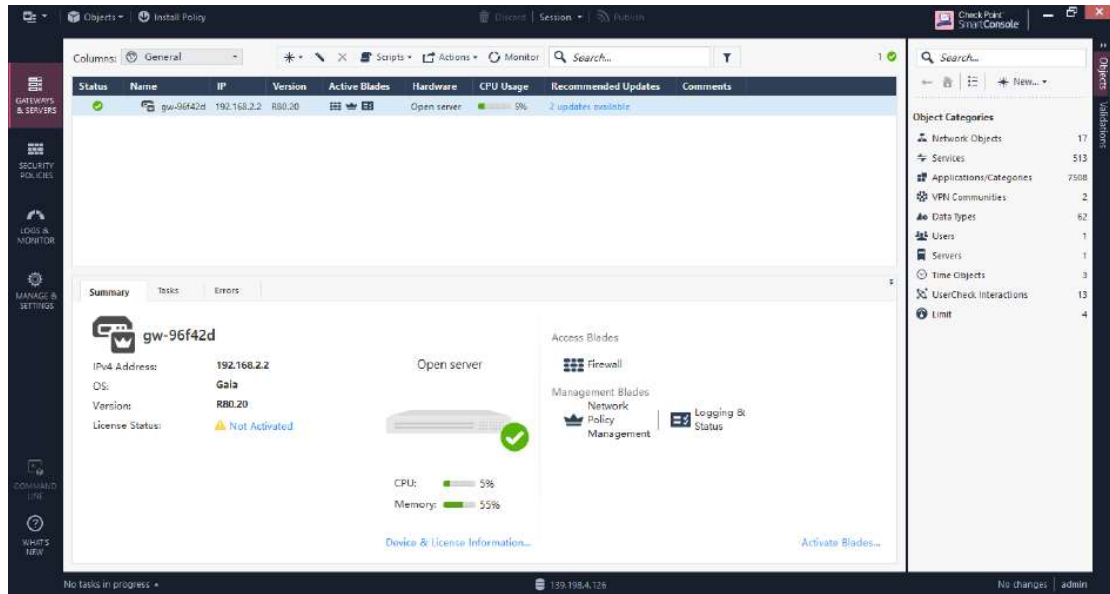 Objects
Install Policy
Discard
Session
Publish
Check Point
SmartConsole
GATEWAYS
& SERVERS
SECURITY
POLICIES
LOGS &
MONITOR
MANAGE &
SETTINGS
COMMAND
LINE
WHAT'S
NEW
Columns: General
Scripts
Actions
Monitor
Search...
1
Status Name IP Version Active Blades Hardware CPU Usage Recommended Updates Comments
gw-96f42d 192.168.2.2 R80.20 Open server 5% 2 updates available
Summary Tasks Errors
gw-96f42d
IPv4 Address: 192.168.2.2
OS: Gaia
Version: R80.20
License Status: Not Activated
Open server
CPU: 5%
Memory: 55%
Device & License Information...
Access Blades
Firewall
Management Blades
Network
Policy
Management
Logging &
Status
Activate Blades...
Search...
New...
Object Categories
Network Objects 17
Services 513
Applications/Categories 7508
VPN Communities 2
Data Types 62
Users 1
Servers 1
Time Objects 3
UserCheck Interactions 13
Limit 4
Objects
Validations
No tasks in progress
139.198.4.126
No changes
admin